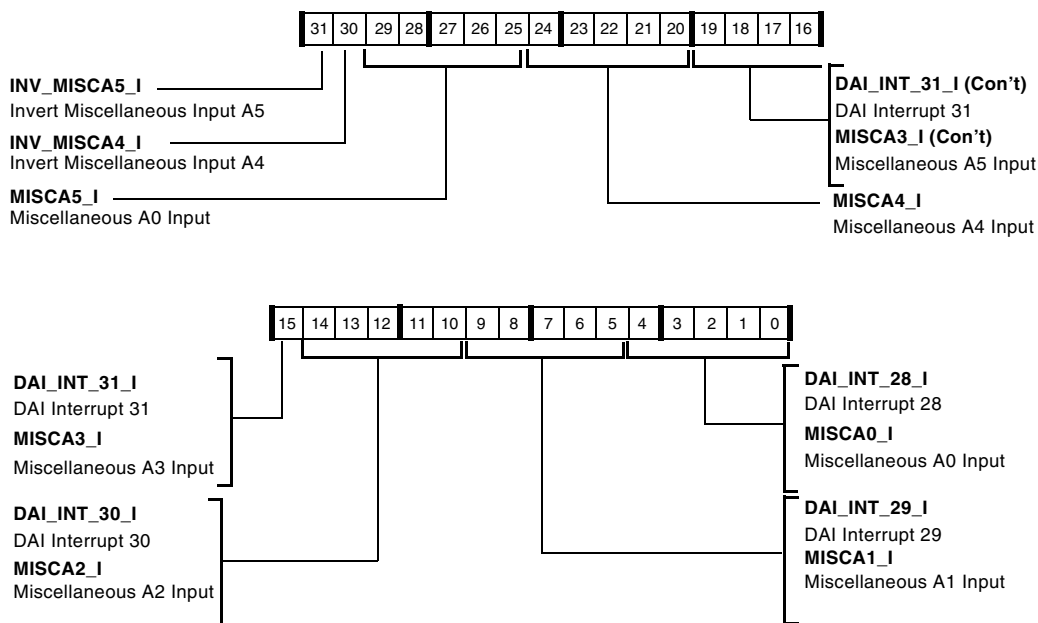 31 30 29 28 27 26 25 24 23 22 21 20 19 18 17 16
INV_MISCA5_I
Invert Miscellaneous Input A5
INV_MISCA4_I
Invert Miscellaneous Input A4
MISCA5_I
Miscellaneous A0 Input
DAI_INT_31_I (Con't)
DAI Interrupt 31
MISCA3_I (Con't)
Miscellaneous A5 Input
MISCA4_I
Miscellaneous A4 Input
15 14 13 12 11 10 9 8 7 6 5 4 3 2 1 0
DAI_INT_31_I
DAI Interrupt 31
MISCA3_I
Miscellaneous A3 Input
DAI_INT_30_I
DAI Interrupt 30
MISCA2_I
Miscellaneous A2 Input
DAI_INT_28_I
DAI Interrupt 28
MISCA0_I
Miscellaneous A0 Input
DAI_INT_29_I
DAI Interrupt 29
MISCA1_I
Miscellaneous A1 Input